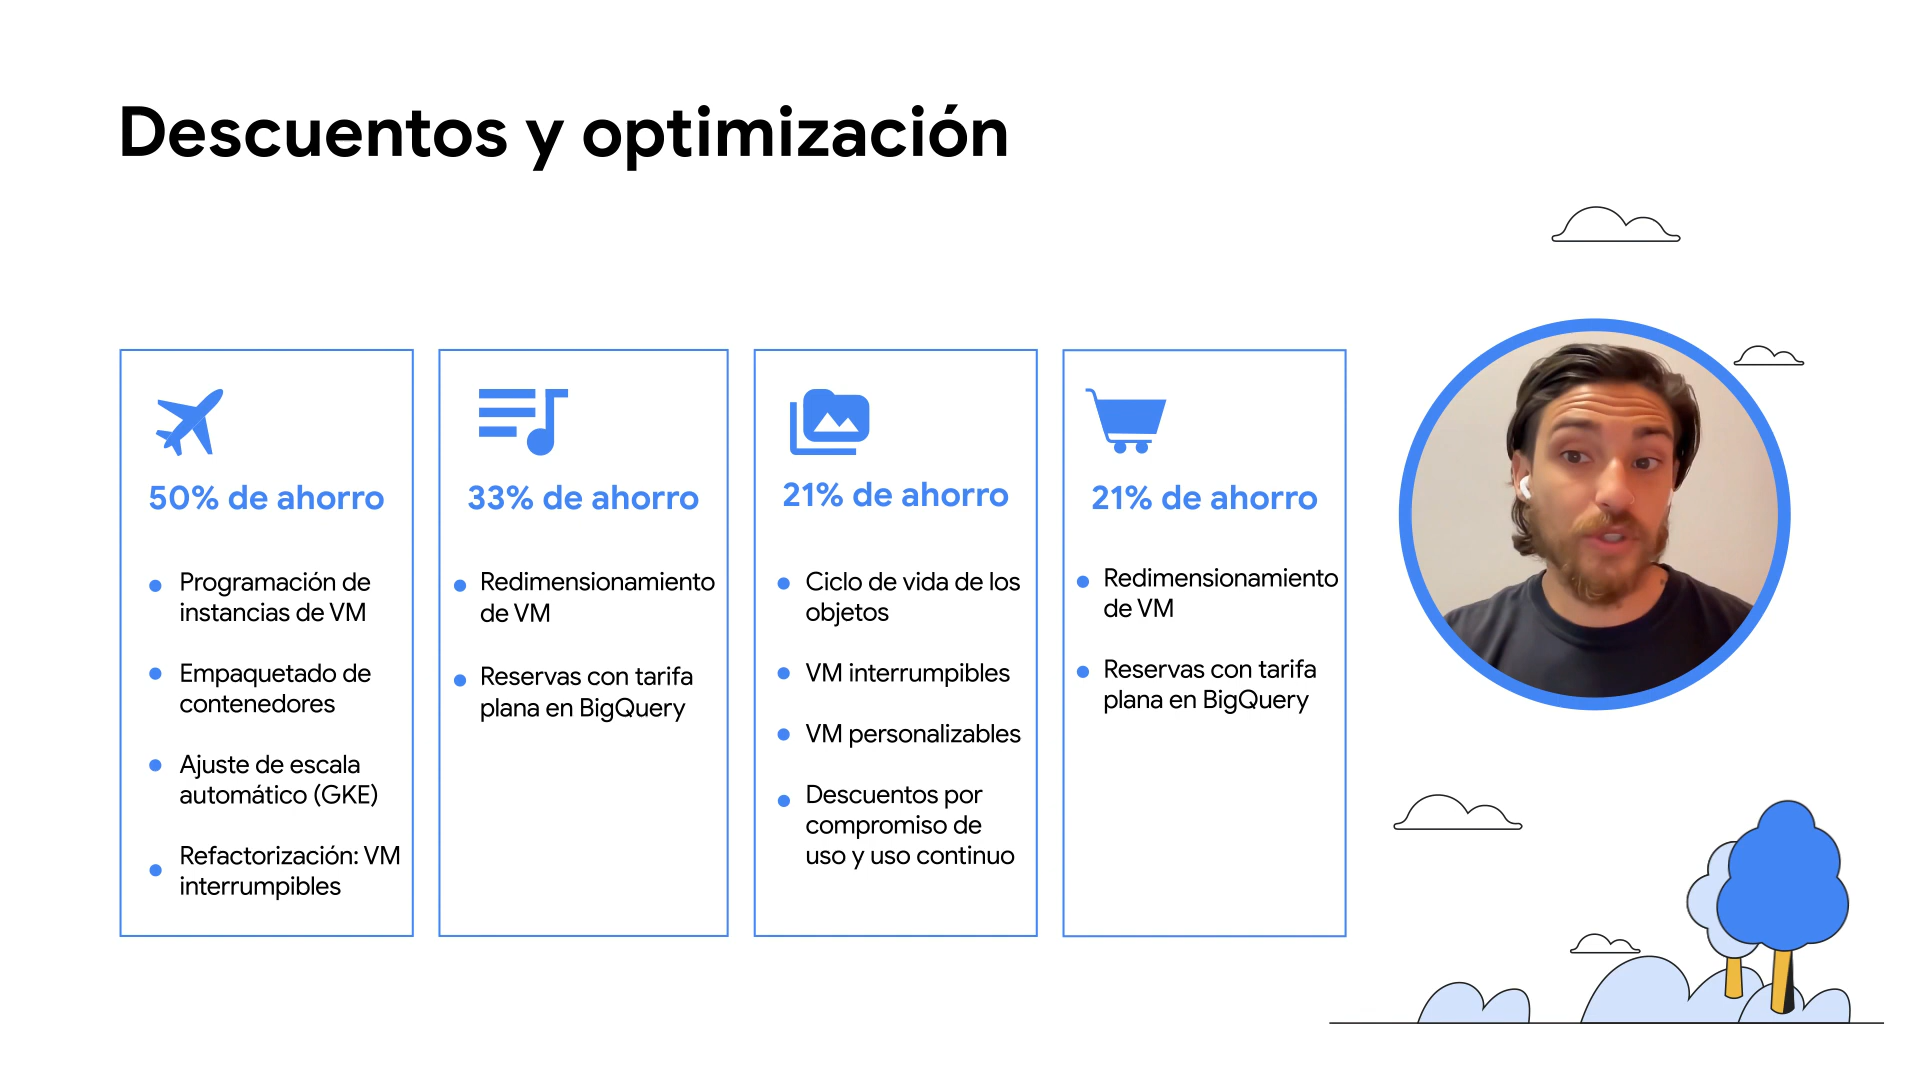 Descuentos y optimización
50% de ahorro
Programación de
instancias de VM
Empaquetado de
contenedores
Ajuste de escala
automático (GKE)
Refactorización: VM
interrumpibles
33% de ahorro
Redimensionamiento
de VM
Reservas con tarifa
plana en BigQuery
21% de ahorro
Ciclo de vida de los
objetos
VM interrumpibles
VM personalizables
Descuentos por
compromiso de
uso y uso continuo
21% de ahorro
Redimensionamiento
de VM
Reservas con tarifa
plana en BigQuery